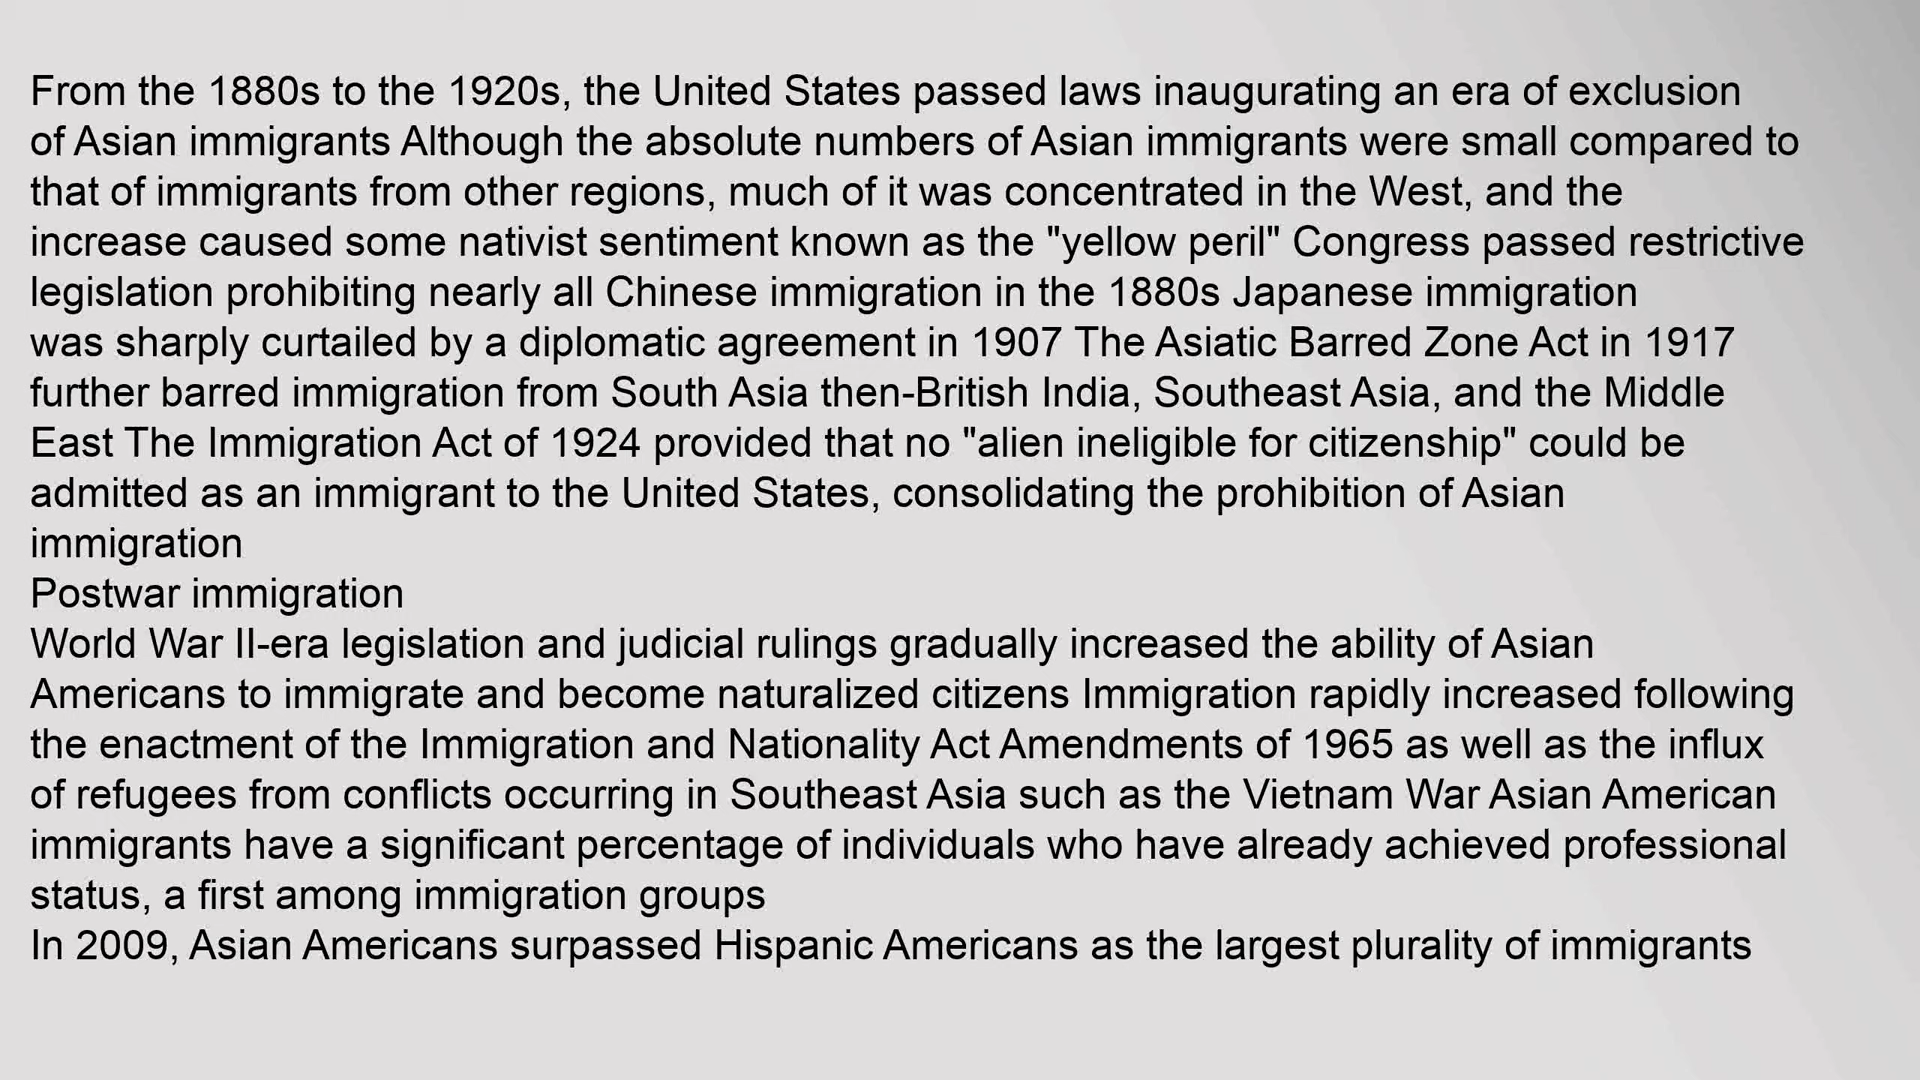 From the 1880s to the 1920s, the United States passed laws inaugurating an era of exclusion
of Asian immigrants Although the absolute numbers of Asian immigrants were small compared to
that of immigrants from other regions, much of it was concentrated in the West, and the
increase caused some nativist sentiment known as the "yellow peril" Congress passed restrictive
legislation prohibiting nearly all Chinese immigration in the 1880s Japanese immigration
was sharply curtailed by a diplomatic agreement in 1907 The Asiatic Barred Zone Act in 1917
further barred immigration from South Asia then-British India, Southeast Asia, and the Middle
East The Immigration Act of 1924 provided that no "alien ineligible for citizenship" could be
admitted as an immigrant to the United States, consolidating the prohibition of Asian
immigration
Postwar immigration
World War II-era legislation and judicial rulings gradually increased the ability of Asian
Americans to immigrate and become naturalized citizens Immigration rapidly increased following
the enactment of the Immigration and Nationality Act Amendments of 1965 as well as the influx
of refugees from conflicts occurring in Southeast Asia such as the Vietnam War Asian American
immigrants have a significant percentage of individuals who have already achieved professional
status, a first among immigration groups
In 2009, Asian Americans surpassed Hispanic Americans as the largest plurality of immigrants